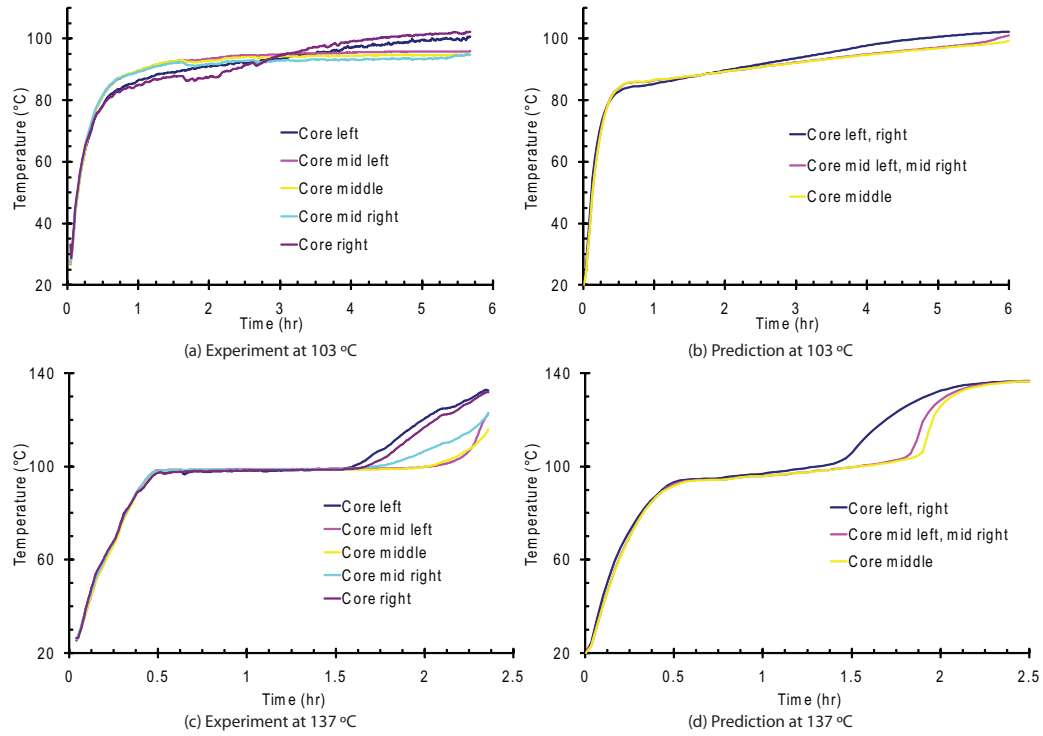 100
80
60
40
20
Temperature (°C)
0 1 2 3 4 5 6
Time (hr)
Core left
Core mid left
Core middle
Core mid right
Core right
(a) Experiment at 103 ºC
100
80
60
40
20
Temperature (°C)
0 1 2 3 4 5 6
Time (hr)
Core left, right
Core mid left, mid right
Core middle
(b) Prediction at 103 ºC
140
100
60
20
Temperature (°C)
0 0.5 1 1.5 2 2.5
Time (hr)
Core left
Core mid left
Core middle
Core mid right
Core right
(c) Experiment at 137 ºC
140
100
60
20
Temperature (°C)
0 0.5 1 1.5 2 2.5
Time (hr)
Core left, right
Core mid left, mid right
Core middle
(d) Prediction at 137 ºC